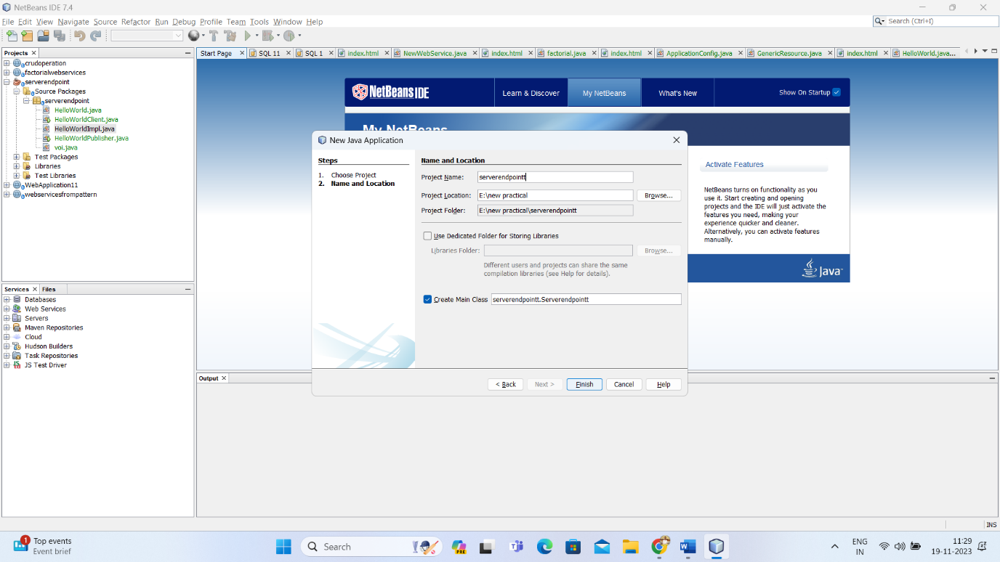 NetBeans IDE 7.4
File Edit View Navigate Source Refactor Run Debug Profile Team Tools Window Help
Search (Ctrl+I)
Projects
crudoperation
factorialwebservices
serverendpoint
Source Packages
serverendpoint
HelloWorld.java
HelloWorldClient.java
HelloWorldImpl.java
HelloWorldPublisher.java
voi.java
Test Packages
Libraries
Test Libraries
WebApplication11
webservicesfrompattern
Start Page SQL 11 SQL 1 index.html NewWebService.java index.html factorial.java index.html ApplicationConfig.java GenericResource.java index.html HelloWorld.java...
NetBeans IDE
Learn & Discover My NetBeans What's New Show On Startup
My NetBeans
Activate Features
NetBeans turns on functionality as you
use it. Start creating and opening
projects and the IDE will just activate the
features you need, making your
experience quicker and cleaner.
Alternatively, you can activate features
manually.
Java
New Java Application
Steps
1. Choose Project
2. Name and Location
Name and Location
Project Name: serverendpointt
Project Location: E:\new practical Browse...
Project Folder: E:\new practical\serverendpointt
Use Dedicated Folder for Storing Libraries
Libraries Folder: Browse...
Different users and projects can share the same
compilation libraries (see Help for details).
Create Main Class serverendpointt.Serverendpointt
< Back Next > Finish Cancel Help
Services Files
Databases
Web Services
Servers
Maven Repositories
Cloud
Hudson Builders
Task Repositories
JS Test Driver
Output
INS
1
Top events
Event brief
Search
PRE
ENG
IN
11:29
19-11-2023